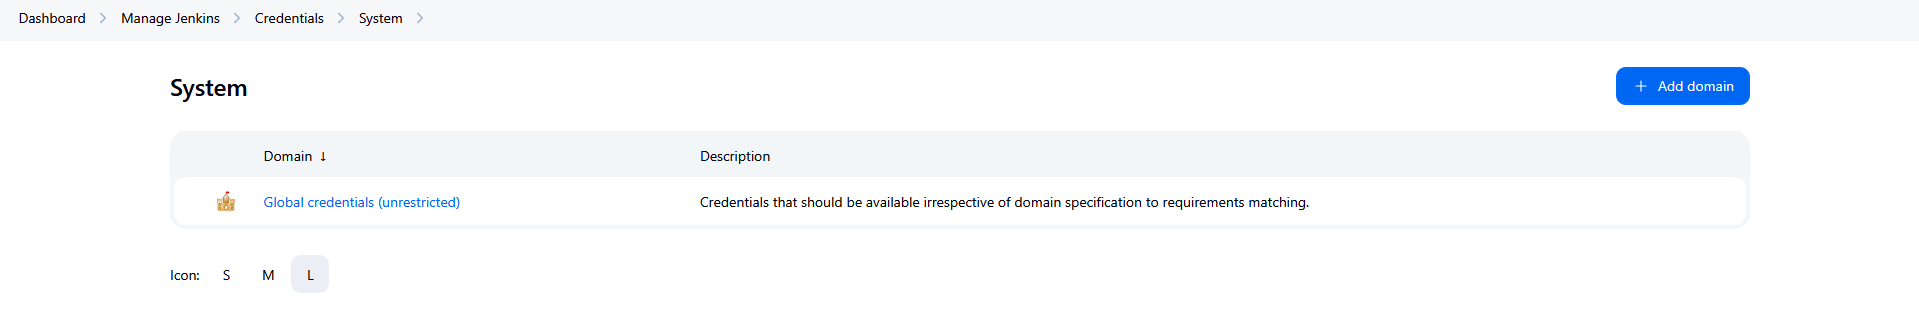 Dashboard > Manage Jenkins > Credentials > System >
System
+ Add domain
Domain ↓ Description
Global credentials (unrestricted) Credentials that should be available irrespective of domain specification to requirements matching.
Icon: S M L